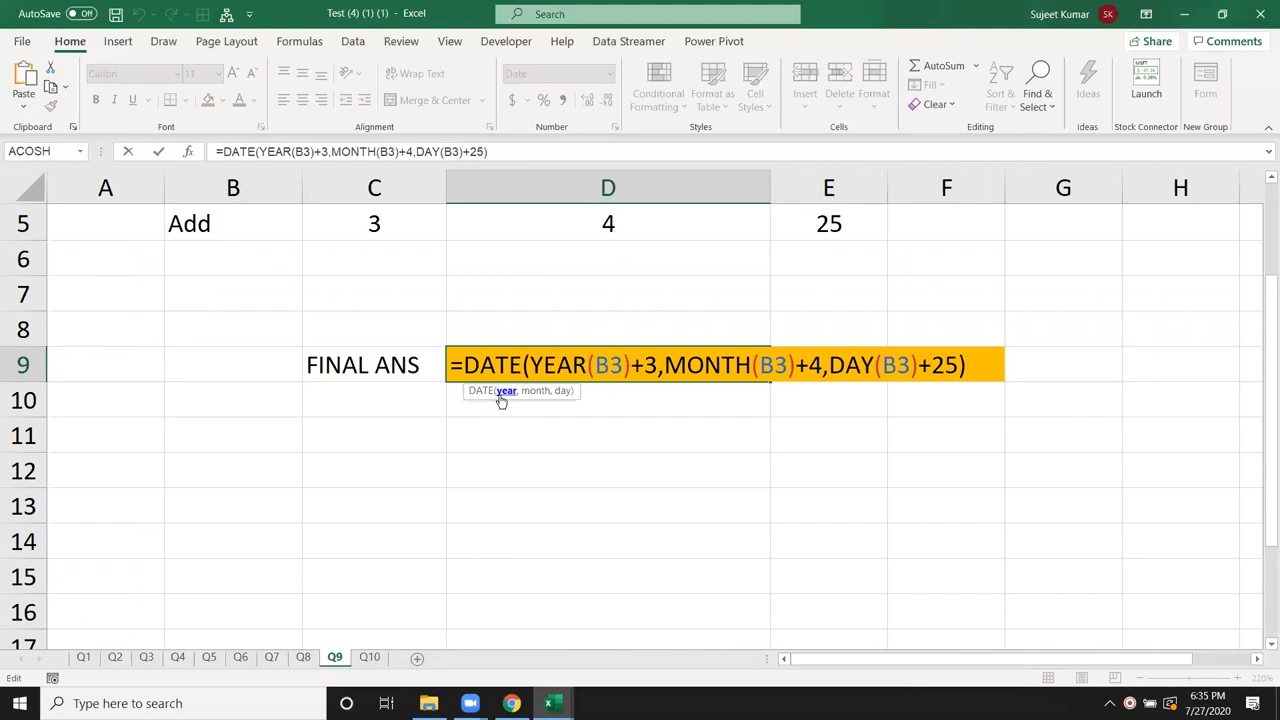 AutoSave Off Test (4) (1) (1) - Excel Search Sujeet Kumar SK
File Home Insert Draw Page Layout Formulas Data Review View Developer Help Data Streamer Power Pivot Share Comments
Paste Calibri 11 A A Wrap Text Date Conditional Formatting Format as Table Cell Styles Insert Delete Format AutoSum Sort & Filter Find & Select Ideas Launch Form
B I U A Merge & Center $ % Fill
Clear
Clipboard Font Alignment Number Styles Cells Editing Ideas Stock Connector New Group
ACOSH fx =DATE(YEAR(B3)+3,MONTH(B3)+4,DAY(B3)+25)
A B C D E F G H
5 Add 3 4 25
6
7
8
9 FINAL ANS =DATE(YEAR(B3)+3,MONTH(B3)+4,DAY(B3)+25)
DATE(year, month, day)
10
11
12
13
14
15
16
17
Q1 Q2 Q3 Q4 Q5 Q6 Q7 Q8 Q9 Q10
Edit 220%
Type here to search 6:35 PM
7/27/2020